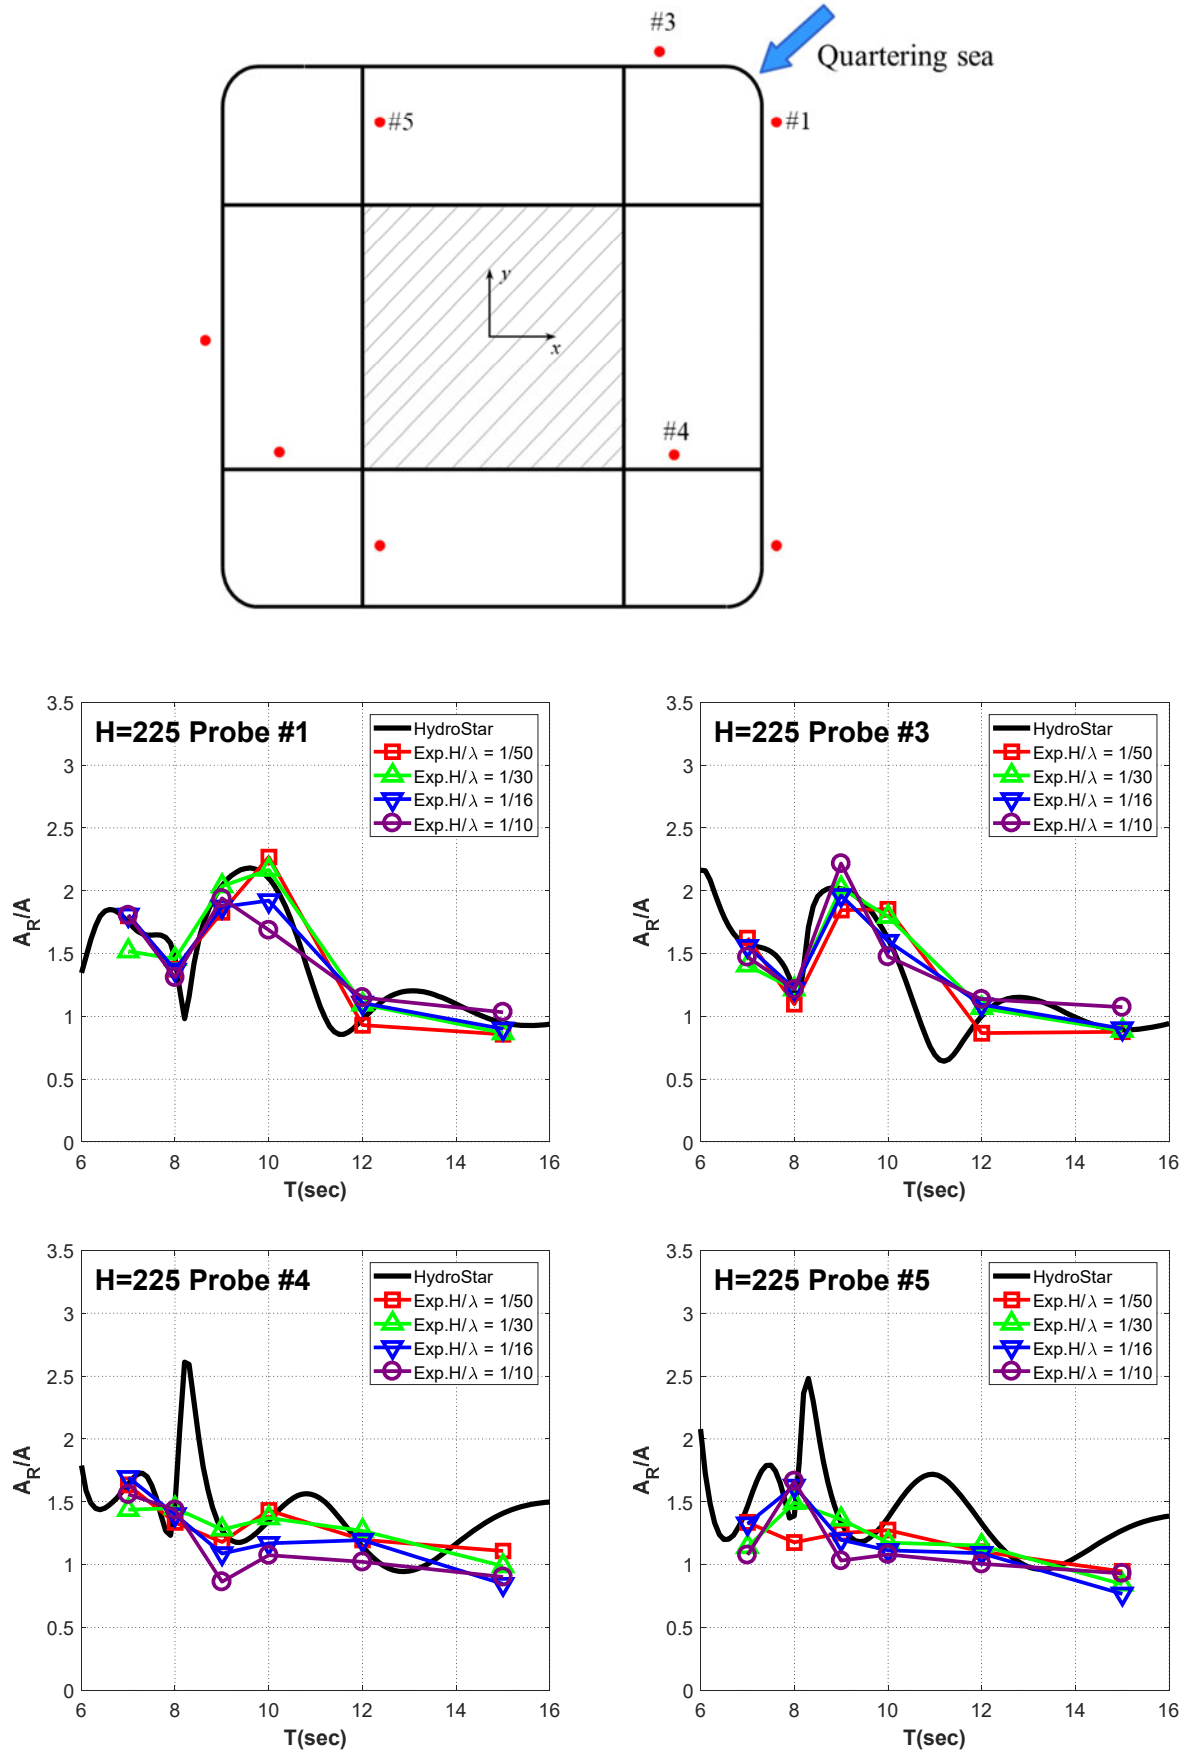 #3
Quartering sea
#5
#1
y
x
#4
H=225 Probe #1
HydroStar
Exp.H/λ = 1/50
Exp.H/λ = 1/30
Exp.H/λ = 1/16
Exp.H/λ = 1/10
3.5
3
2.5
2
1.5
1
0.5
0
A_R/A
6 8 10 12 14 16
T(sec)
H=225 Probe #3
HydroStar
Exp.H/λ = 1/50
Exp.H/λ = 1/30
Exp.H/λ = 1/16
Exp.H/λ = 1/10
3.5
3
2.5
2
1.5
1
0.5
0
A_R/A
6 8 10 12 14 16
T(sec)
H=225 Probe #4
HydroStar
Exp.H/λ = 1/50
Exp.H/λ = 1/30
Exp.H/λ = 1/16
Exp.H/λ = 1/10
3.5
3
2.5
2
1.5
1
0.5
0
A_R/A
6 8 10 12 14 16
T(sec)
H=225 Probe #5
HydroStar
Exp.H/λ = 1/50
Exp.H/λ = 1/30
Exp.H/λ = 1/16
Exp.H/λ = 1/10
3.5
3
2.5
2
1.5
1
0.5
0
A_R/A
6 8 10 12 14 16
T(sec)